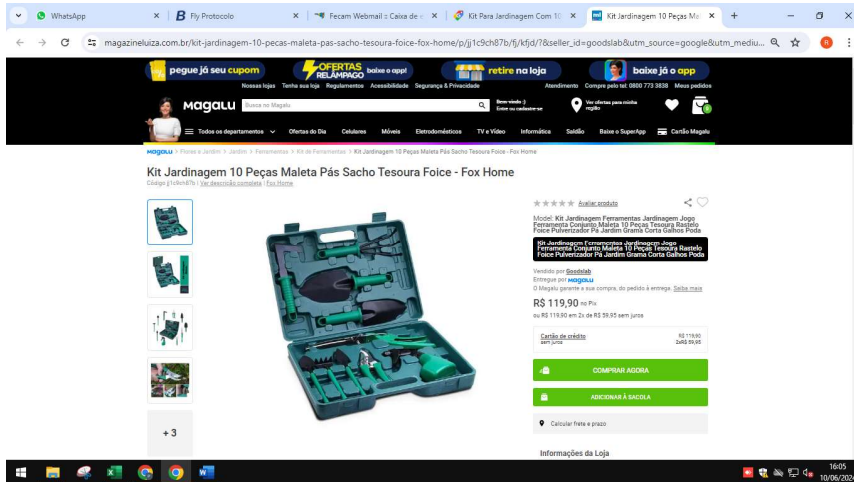 WhatsApp
Fly Protocolo
Fecam Webmail :: Caixa de e
Kit Para Jardinagem Com 10
Kit Jardinagem 10 Peças Ma
magazineluiza.com.br/kit-jardinagem-10-pecas-maleta-pas-sacho-tesoura-foice-fox-home/p/jj1c9ch87b/fj/kfjd/?&seller_id=goodslab&utm_source=google&utm_mediu...
R
pegue já seu cupom
OFERTAS RELÂMPAGO baixe o app!
retire na loja
baixe já o app
Nossas lojas Tenha sua loja Regulamentos Acessibilidade Segurança & Privacidade Atendimento Compre pelo tel: 0800 773 3838 Meus pedidos
Magalu
Busca no Magalu
Bem-vindo :)
Entre ou cadastre-se
Ver ofertas para minha
região
Todos os departamentos Ofertas do Dia Celulares Móveis Eletrodomésticos TV e Vídeo Informática Saldão Baixe o SuperApp Cartão Magalu
Magalu > Flores e Jardim > Jardim > Ferramentas > Kit de Ferramentas > Kit Jardinagem 10 Peças Maleta Pás Sacho Tesoura Foice - Fox Home
Kit Jardinagem 10 Peças Maleta Pás Sacho Tesoura Foice - Fox Home
Código jj1c9ch87b | Ver descrição completa | Fox Home
Avaliar produto
Model: Kit Jardinagem Ferramentas Jardinagem Jogo
Ferramenta Conjunto Maleta 10 Peças Tesoura Rastelo
Foice Pulverizador Pá Jardim Grama Corta Galhos Poda
Kit Jardinagem Ferramentas Jardinagem Jogo
Ferramenta Conjunto Maleta 10 Peças Tesoura Rastelo
Foice Pulverizador Pá Jardim Grama Corta Galhos Poda
Vendido por Goodslab
Entregue por Magalu
O Magalu garante a sua compra, do pedido à entrega. Saiba mais
R$ 119,90 no Pix
ou R$ 119,90 em 2x de R$ 59,95 sem juros
Cartão de crédito
sem juros
R$ 119,90
2xR$ 59,95
COMPRAR AGORA
ADICIONAR À SACOLA
Calcular frete e prazo
+ 3
Informações da Loja
16:05
10/06/2024